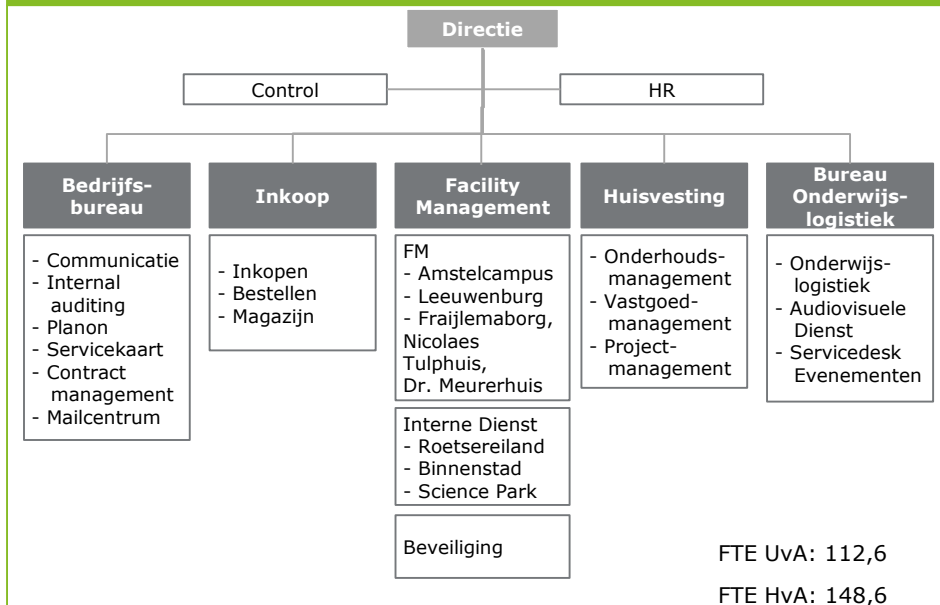 Directie
Control
HR
Bedrijfs-
bureau
- Communicatie
- Internal
auditing
- Planon
- Servicekaart
- Contract
management
- Mailcentrum
Inkoop
- Inkopen
- Bestellen
- Magazijn
Facility
Management
FM
- Amstelcampus
- Leeuwenburg
- Fraijlemaborg,
Nicolaes
Tulphuis,
Dr. Meurerhuis
Interne Dienst
- Roetsereiland
- Binnenstad
- Science Park
Beveiliging
Huisvesting
- Onderhouds-
management
- Vastgoed-
management
- Project-
management
Bureau
Onderwijs-
logistiek
- Onderwijs-
logistiek
- Audiovisuele
Dienst
- Servicedesk
Evenementen
FTE UvA: 112,6
FTE HvA: 148,6